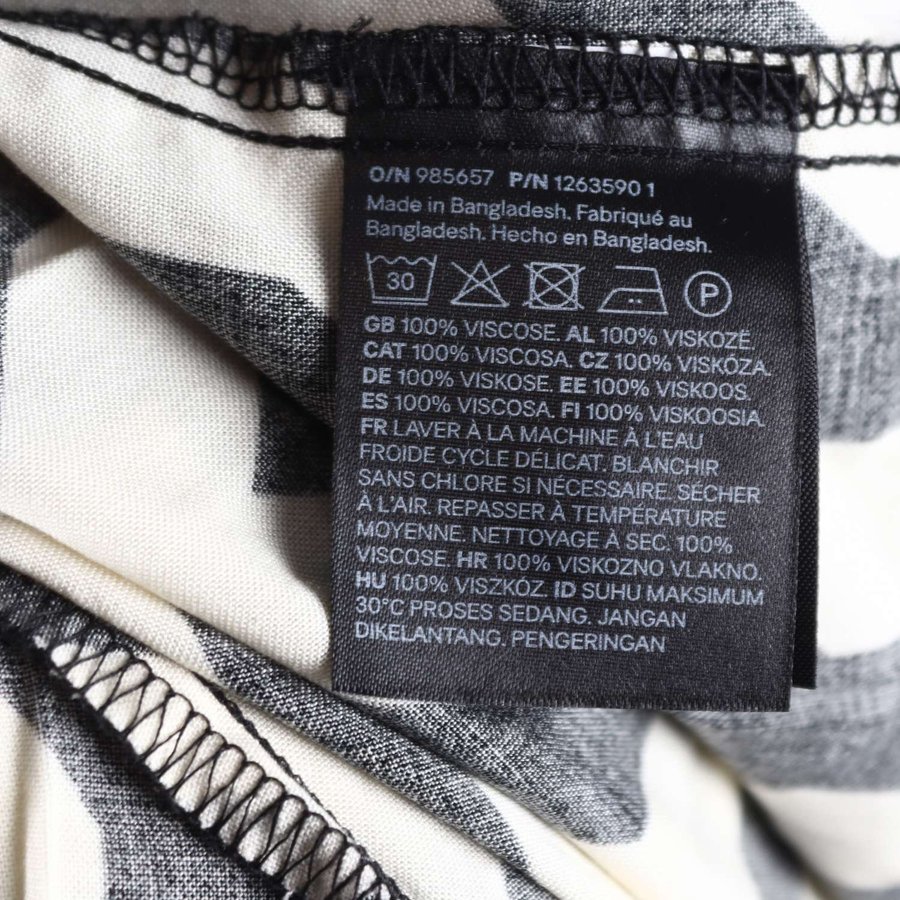 O/N 985657 P/N 1263590 1
Made in Bangladesh. Fabriqué au
Bangladesh. Hecho en Bangladesh.
30 P
GB 100% VISCOSE. AL 100% VISKOZË.
CAT 100% VISCOSA. CZ 100% VISKÓZA.
DE 100% VISKOSE. EE 100% VISKOOS.
ES 100% VISCOSA. FI 100% VISKOOSIA.
FR LAVER À LA MACHINE À L'EAU
FROIDE CYCLE DÉLICAT. BLANCHIR
SANS CHLORE SI NÉCESSAIRE. SÉCHER
À L'AIR. REPASSER À TEMPÉRATURE
MOYENNE. NETTOYAGE À SEC. 100%
VISCOSE. HR 100% VISKOZNO VLAKNO.
HU 100% VISZKÓZ. ID SUHU MAKSIMUM
30°C PROSES SEDANG. JANGAN
DIKELANTANG. PENGERINGAN